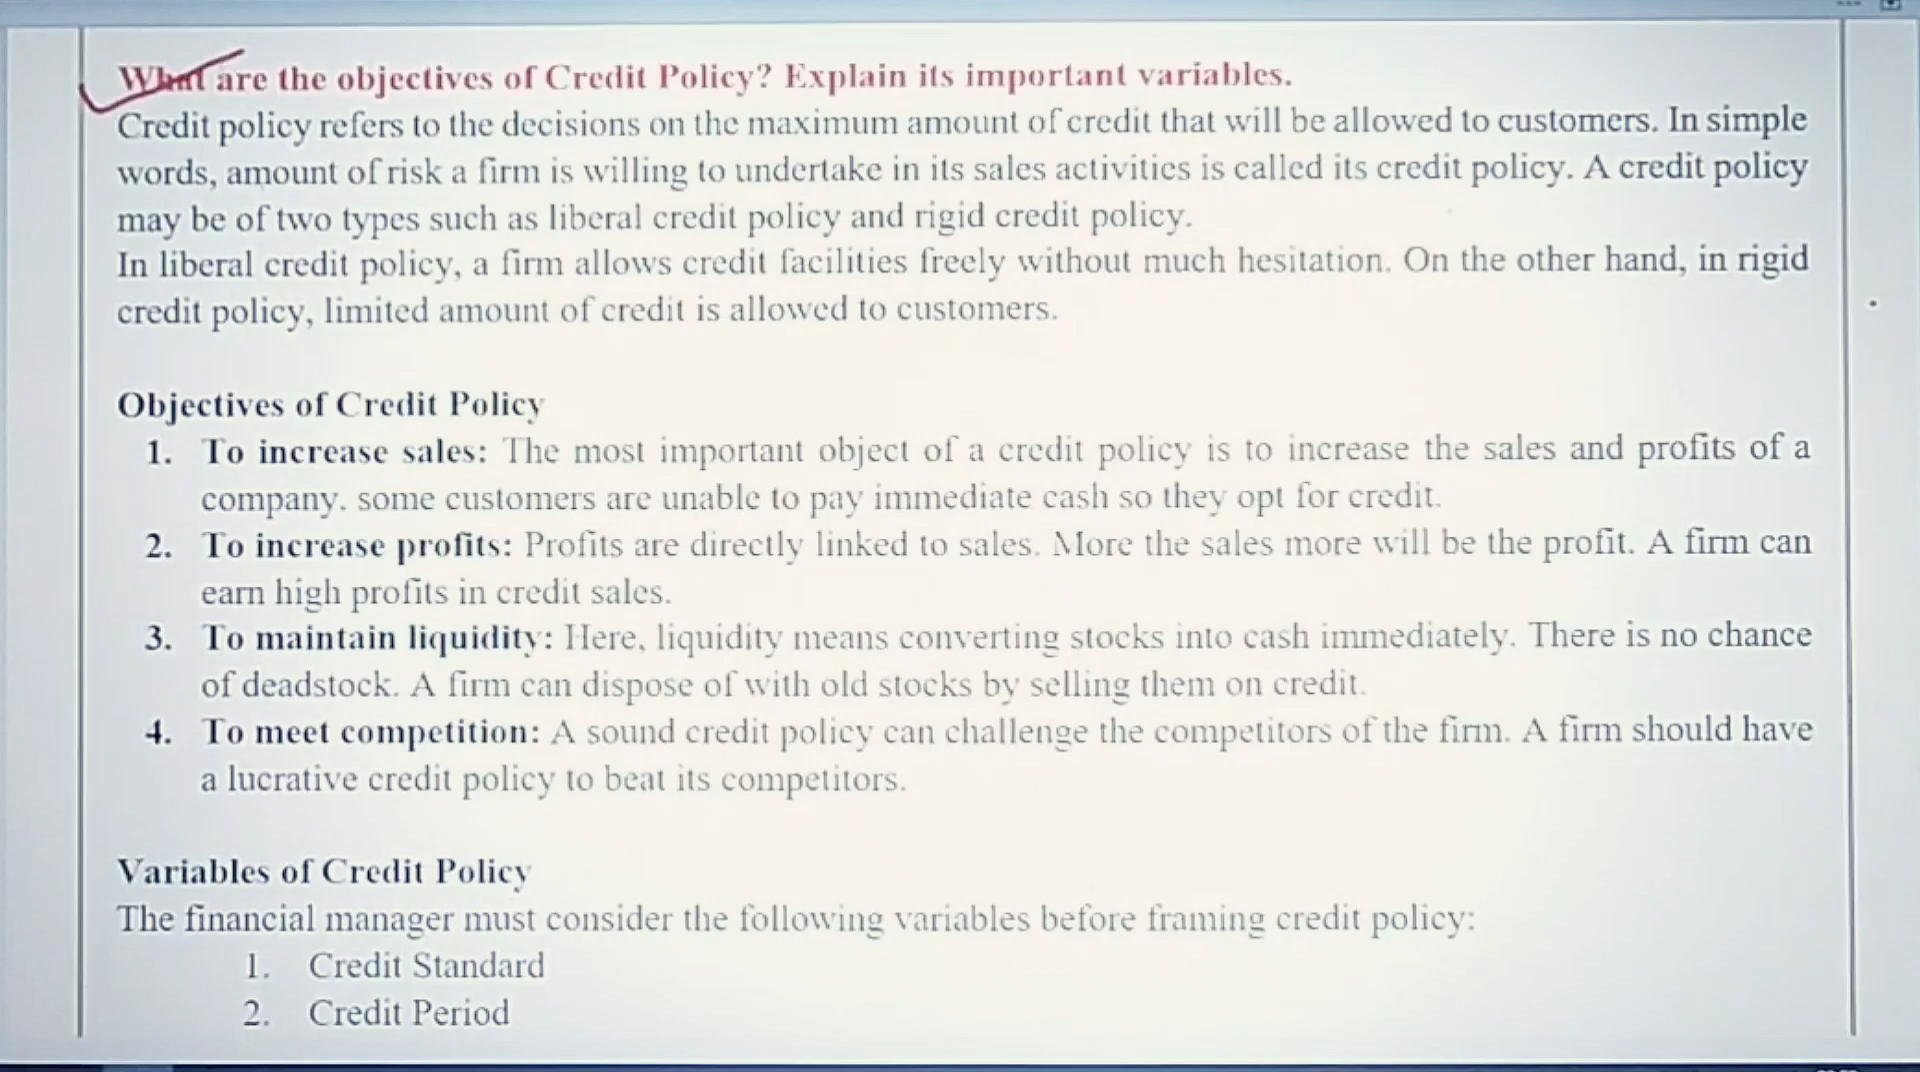 What are the objectives of Credit Policy? Explain its important variables.
Credit policy refers to the decisions on the maximum amount of credit that will be allowed to customers. In simple
words, amount of risk a firm is willing to undertake in its sales activities is called its credit policy. A credit policy
may be of two types such as liberal credit policy and rigid credit policy.
In liberal credit policy, a firm allows credit facilities freely without much hesitation. On the other hand, in rigid
credit policy, limited amount of credit is allowed to customers.
Objectives of Credit Policy
1. To increase sales: The most important object of a credit policy is to increase the sales and profits of a
company. some customers are unable to pay immediate cash so they opt for credit.
2. To increase profits: Profits are directly linked to sales. More the sales more will be the profit. A firm can
earn high profits in credit sales.
3. To maintain liquidity: Here, liquidity means converting stocks into cash immediately. There is no chance
of deadstock. A firm can dispose of with old stocks by selling them on credit.
4. To meet competition: A sound credit policy can challenge the competitors of the firm. A firm should have
a lucrative credit policy to beat its competitors.
Variables of Credit Policy
The financial manager must consider the following variables before framing credit policy:
1. Credit Standard
2. Credit Period